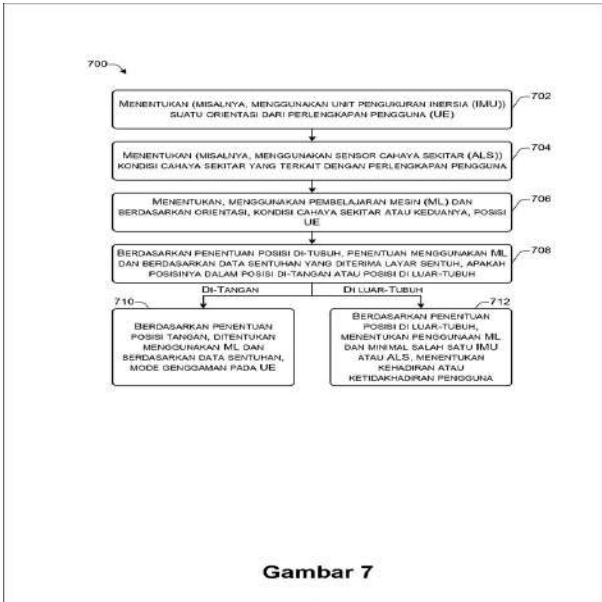 700
MENENTUKAN (MISALNYA, MENGGUNAKAN UNIT PENGUKURAN INERSIA (IMU))
SUATU ORIENTASI DARI PERLENGKAPAN PENGGUNA (UE)
702
MENENTUKAN (MISALNYA, MENGGUNAKAN SENSOR CAHAYA SEKITAR (ALS))
KONDISI CAHAYA SEKITAR YANG TERKAIT DENGAN PERLENGKAPAN PENGGUNA
704
MENENTUKAN, MENGGUNAKAN PEMBELAJARAN MESIN (ML) DAN
BERDASARKAN ORIENTASI, KONDISI CAHAYA SEKITAR ATAU KEDUANYA, POSISI
UE
706
BERDASARKAN PENENTUAN POSISI DI-TUBUH, PENENTUAN MENGGUNAKAN ML
DAN BERDASARKAN DATA SENTUHAN YANG DITERIMA LAYAR SENTUH, APAKAH
POSISINYA DALAM POSISI DI-TANGAN ATAU POSISI DI LUAR-TUBUH
708
DI-TANGAN
DI LUAR-TUBUH
710
BERDASARKAN PENENTUAN
POSISI TANGAN, DITENTUKAN
MENGGUNAKAN ML DAN
BERDASARKAN DATA SENTUHAN,
MODE GENGGAMAN PADA UE
712
BERDASARKAN PENENTUAN
POSISI DI LUAR-TUBUH,
MENENTUKAN PENGGUNAAN ML
DAN MINIMAL SALAH SATU IMU
ATAU ALS, MENENTUKAN
KEHADIRAN ATAU
KETIDAKHADIRAN PENGGUNA
Gambar 7